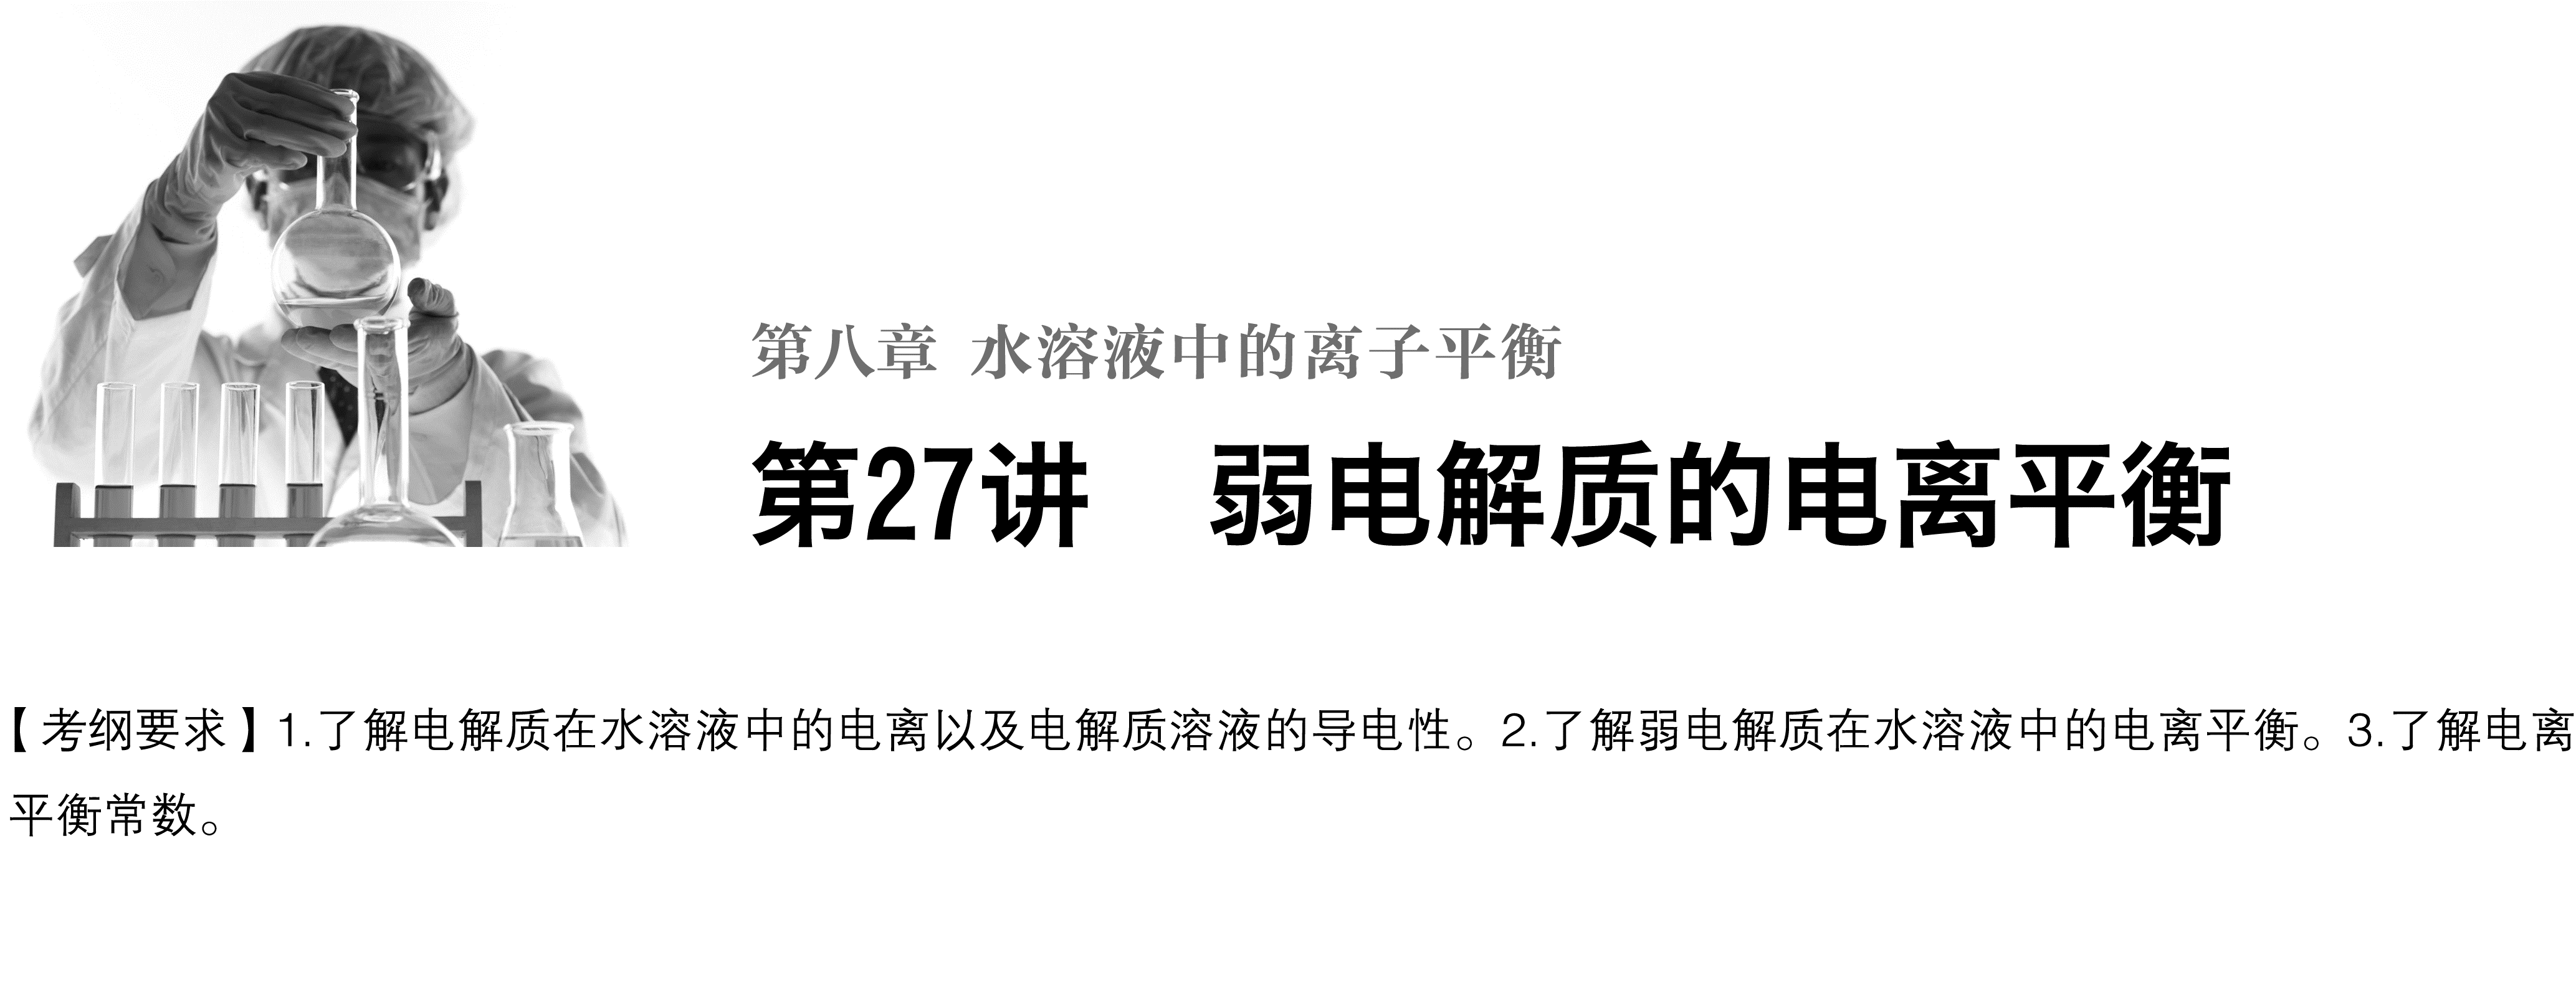 第八章 水溶液中的离子平衡
第27讲 弱电解质的电离平衡
【考纲要求】1.了解电解质在水溶液中的电离以及电解质溶液的导电性。2.了解弱电解质在水溶液中的电离平衡。3.了解电离
平衡常数。